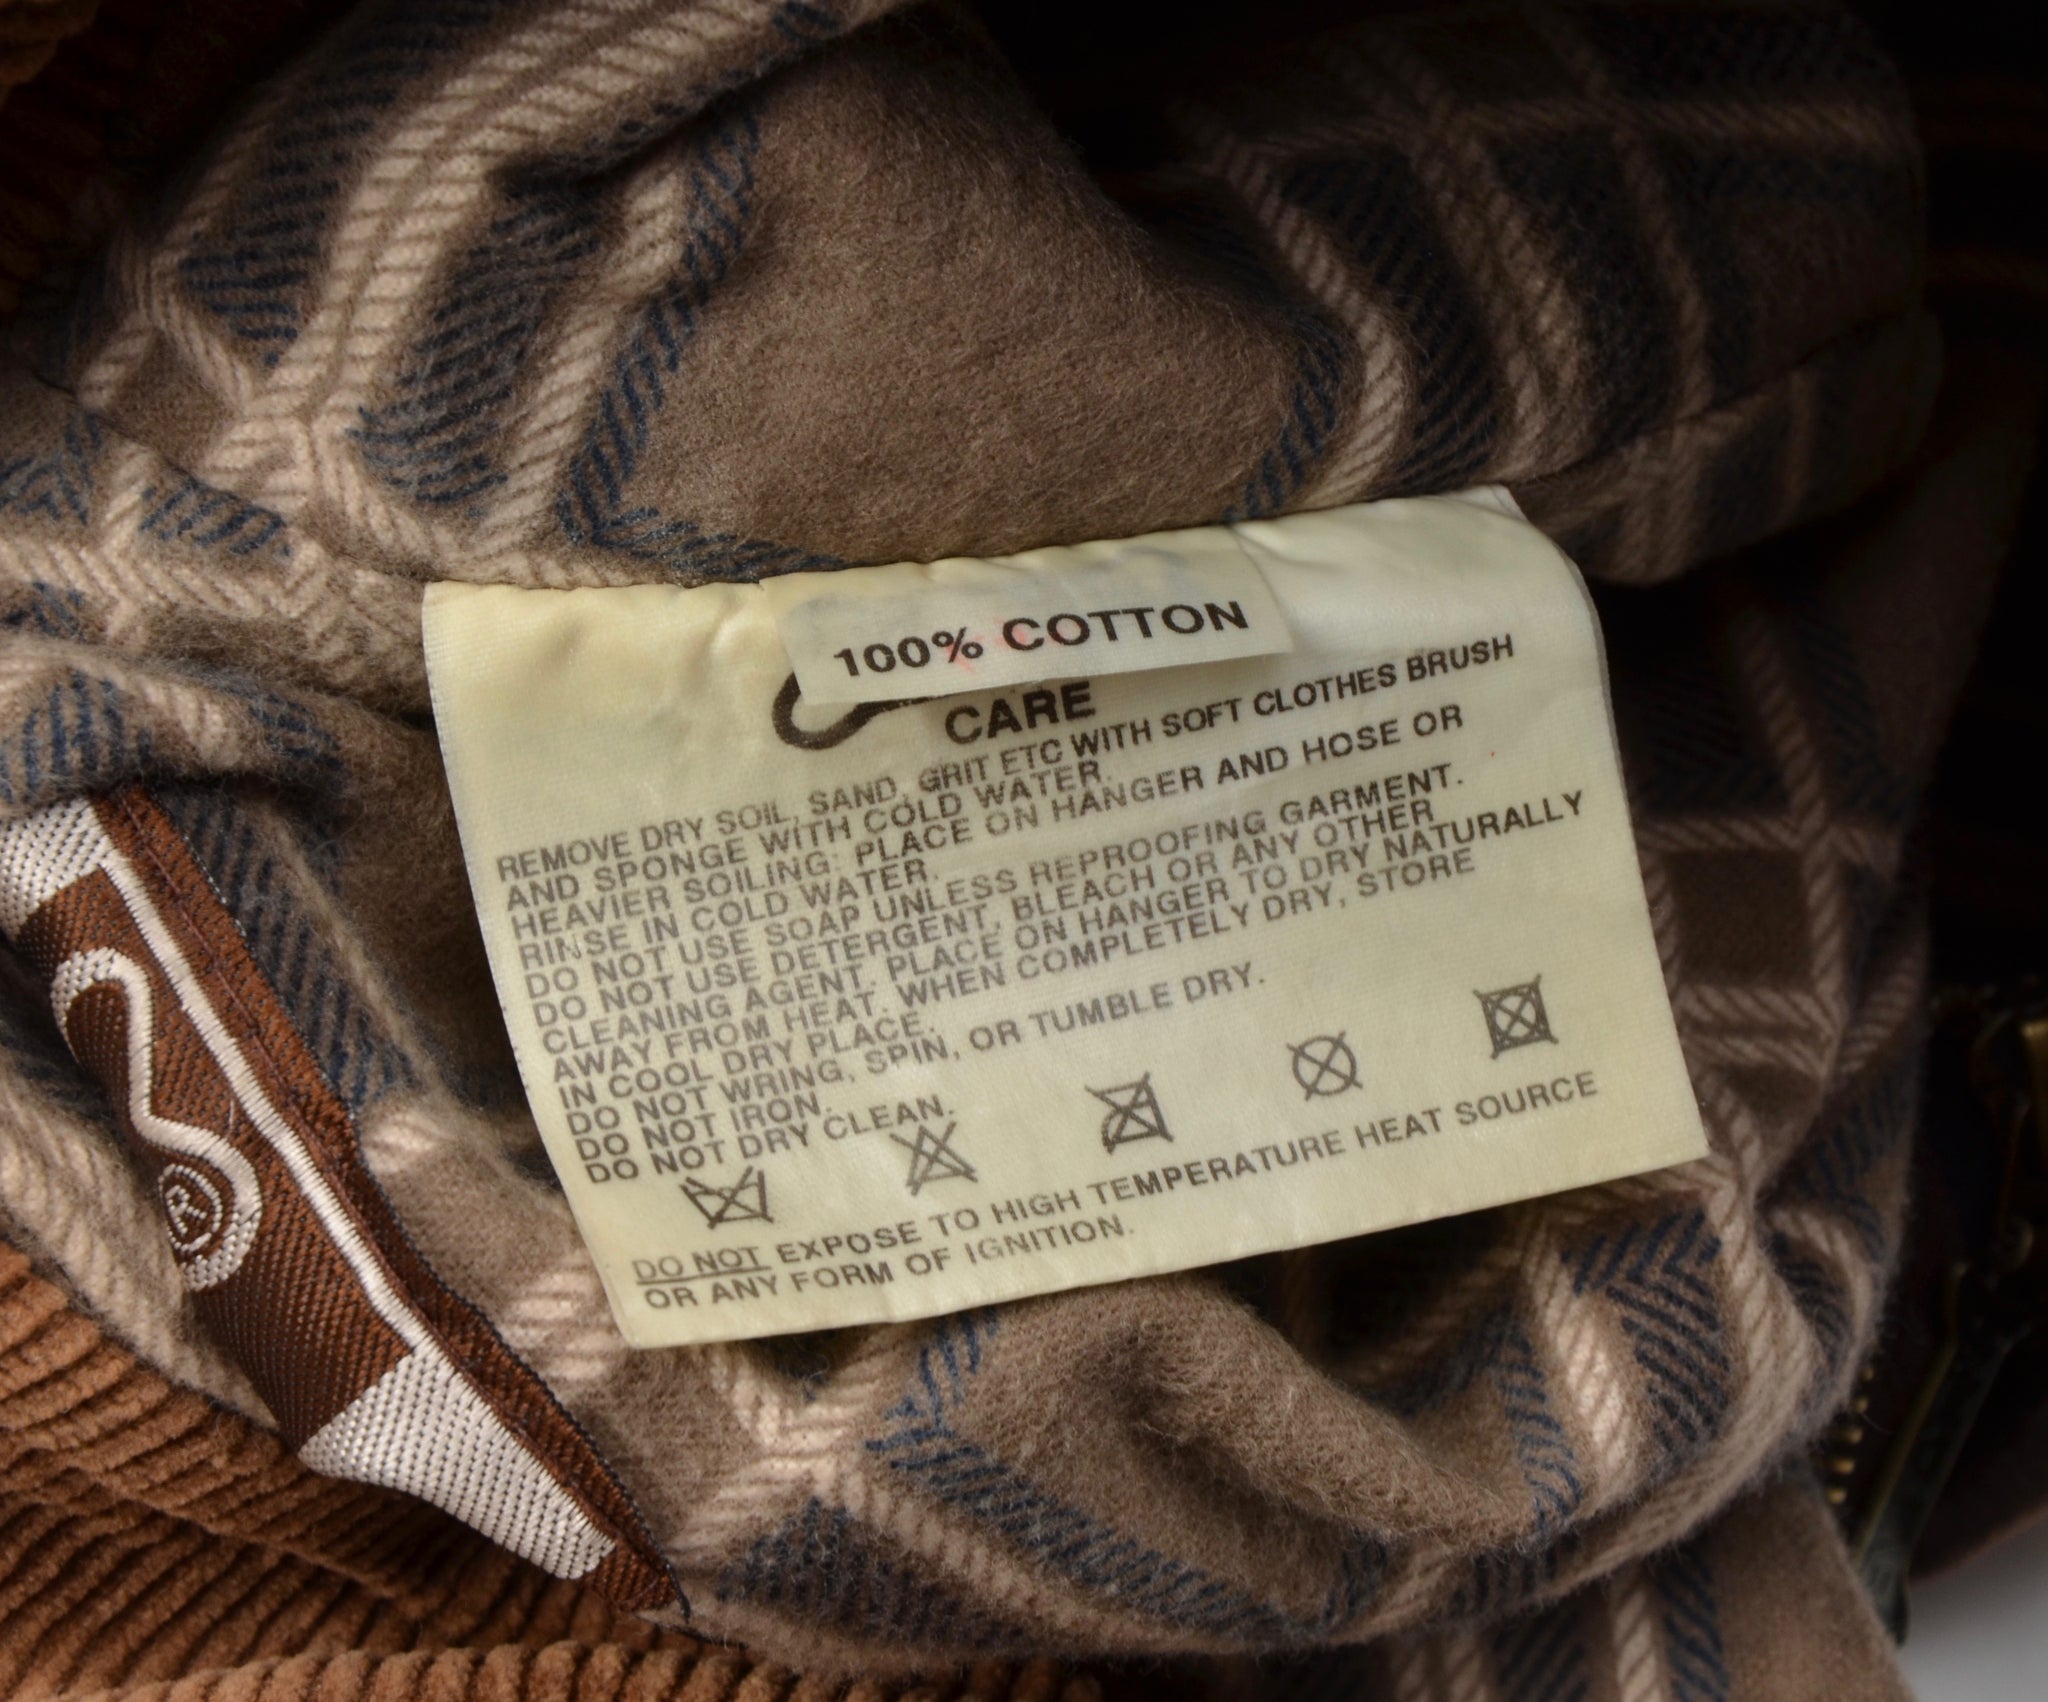 100% COTTON
CARE
REMOVE DRY SOIL, SAND, GRIT ETC WITH SOFT CLOTHES BRUSH
AND SPONGE WITH COLD WATER.
HEAVIER SOILING: PLACE ON HANGER AND HOSE OR
RINSE IN COLD WATER.
DO NOT USE SOAP UNLESS REPROOFING GARMENT.
DO NOT USE DETERGENT, BLEACH OR ANY OTHER
CLEANING AGENT. PLACE ON HANGER TO DRY NATURALLY
AWAY FROM HEAT. WHEN COMPLETELY DRY, STORE
IN COOL DRY PLACE.
DO NOT WRING, SPIN, OR TUMBLE DRY.
DO NOT IRON.
DO NOT DRY CLEAN.
DO NOT EXPOSE TO HIGH TEMPERATURE HEAT SOURCE
OR ANY FORM OF IGNITION.
®